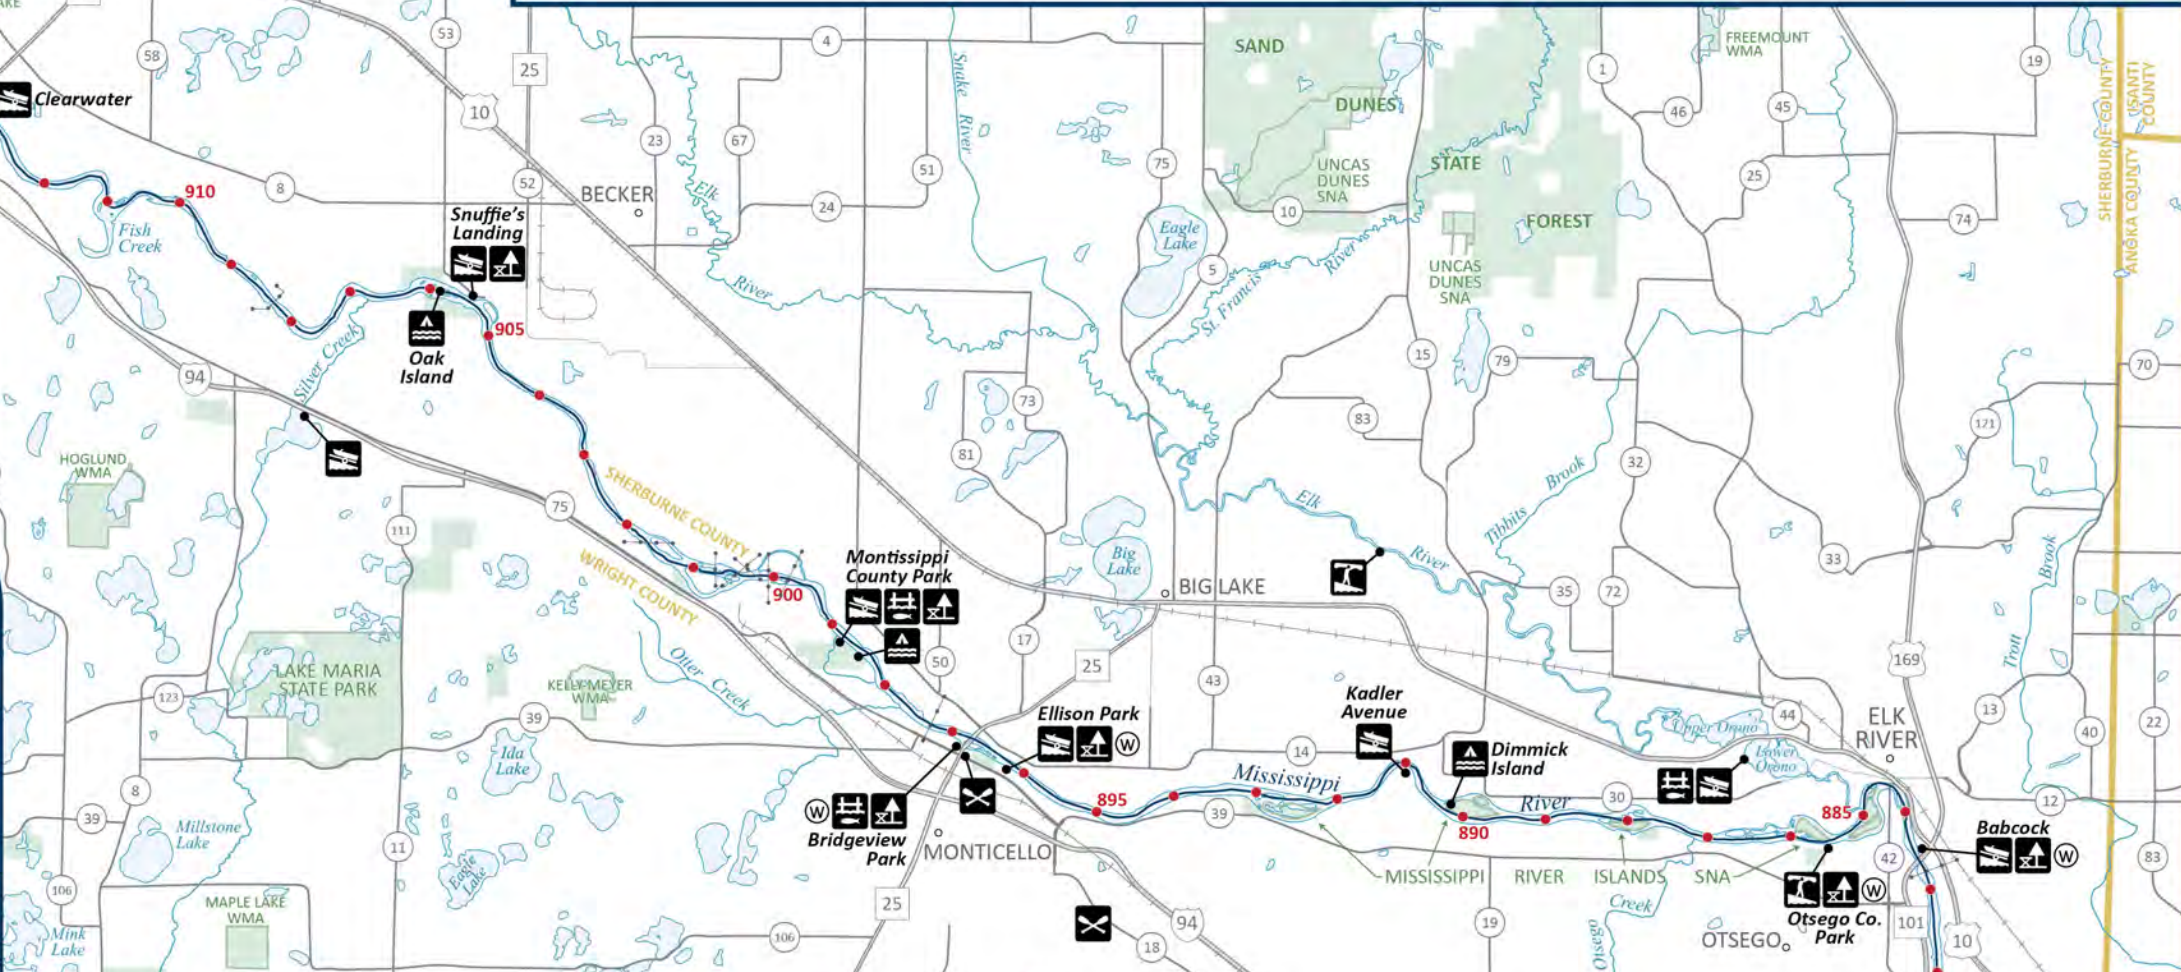 AKE
58
53
25
10
4
Snake
River
SAND
DUNES
STATE
FOREST
UNCAS
DUNES
SNA
UNCAS
DUNES
SNA
FREEMOUNT
WMA
1
46
45
19
SHERBURNE COUNTY
ISANTI
COUNTY
ANOKA COUNTY
Clearwater
23
67
51
75
24
10
25
74
52
BECKER
Elk
River
8
910
Fish
Creek
Snuffie's
Landing
905
Oak
Island
Silver Creek
Eagle
Lake
5
St. Francis
River
15
79
70
94
73
83
121
81
32
HOGLUND
WMA
75
SHERBURNE COUNTY
WRIGHT COUNTY
111
Elk
River
Tibbits
Brook
33
Montissippi
County Park
900
Big
Lake
BIG LAKE
35
72
Trott
Brook
17
25
50
43
169
LAKE MARIA
STATE PARK
KELLY-MEYER
WMA
Otter Creek
123
39
Kadler
Avenue
Ellison Park
W
13
22
40
44
ELK
RIVER
Upper Orono
Lower
Orono
14
Dimmick
Island
Ida
Lake
Mississippi
River
895
39
890
30
885
12
8
39
W
Bridgeview
Park
MONTICELLO
Millstone
Lake
11
Eagle
Lake
MISSISSIPPI RIVER ISLANDS SNA
42
Babcock
W
83
106
25
Otsego
Creek
W
Otsego Co.
Park
MAPLE LAKE
WMA
Mink
Lake
106
18
94
19
OTSEGO
101
10